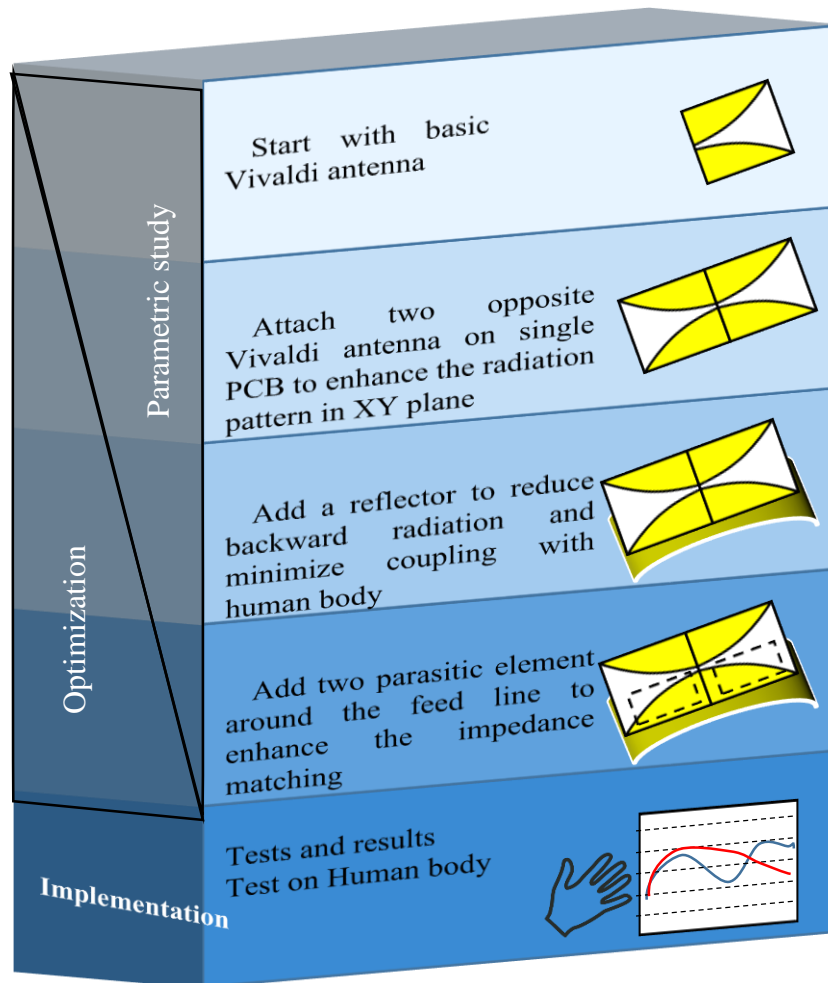 Start with basic
Vivaldi antenna
Parametric study
Attach two opposite
Vivaldi antenna on single
PCB to enhance the radiation
pattern in XY plane
Add a reflector to reduce
backward radiation and
minimize coupling with
human body
Optimization
Add two parasitic element
around the feed line to
enhance the impedance
matching
Implementation
Tests and results
Test on Human body